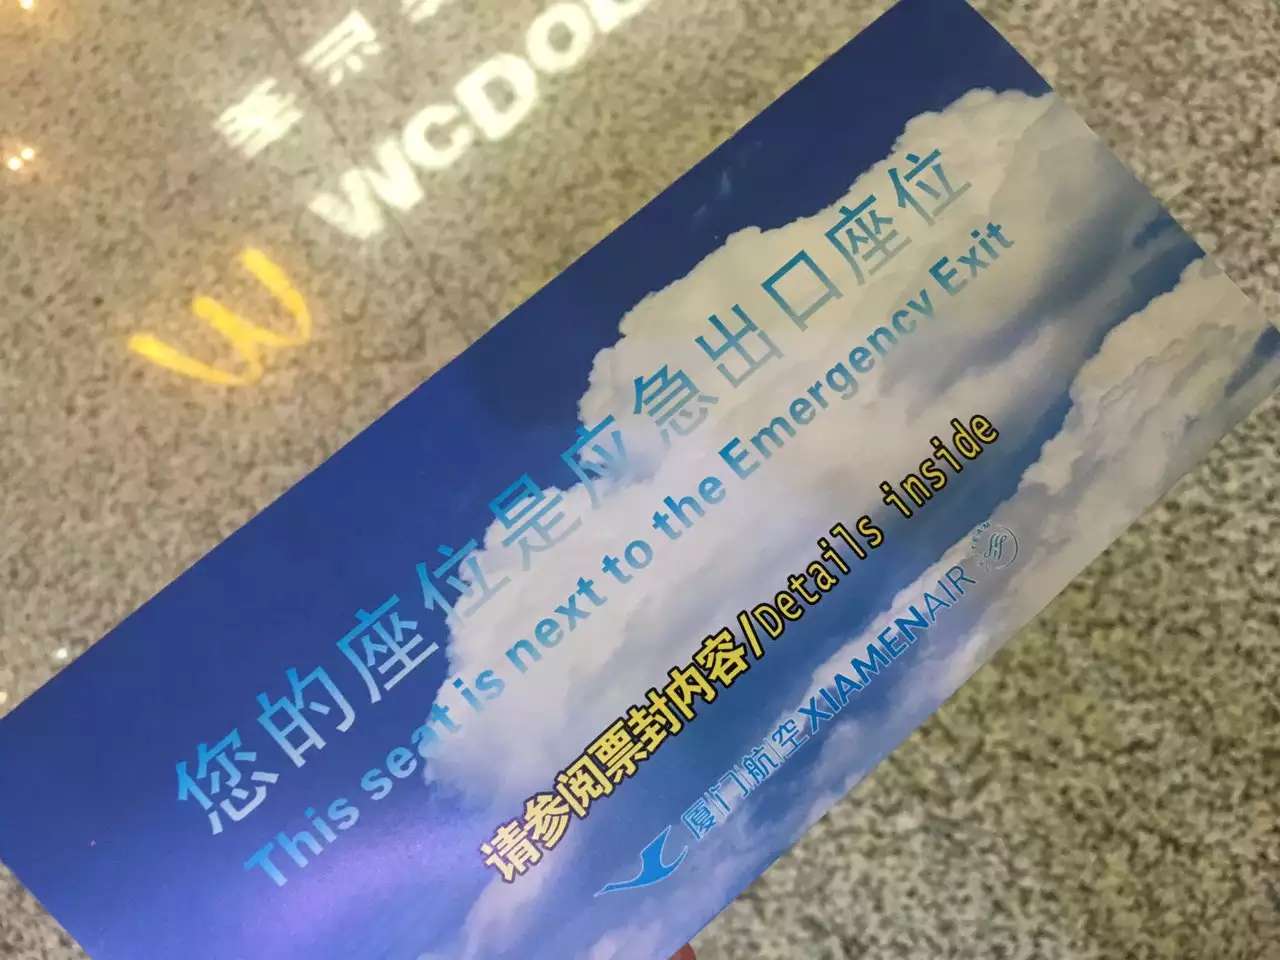 您的座位是应急出口座位
This seat is next to the Emergency Exit
请参阅票封内容/Details inside
厦门航空 XIAMENAIR